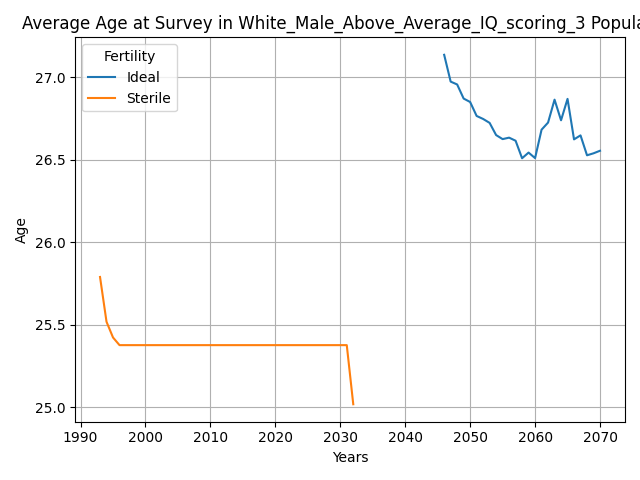 Average Age at Survey in White_Male_Above_Average_IQ_scoring_3 Popula
Fertility
Ideal
Sterile
27.0
26.5
26.0
25.5
25.0
Age
1990 2000 2010 2020 2030 2040 2050 2060 2070
Years